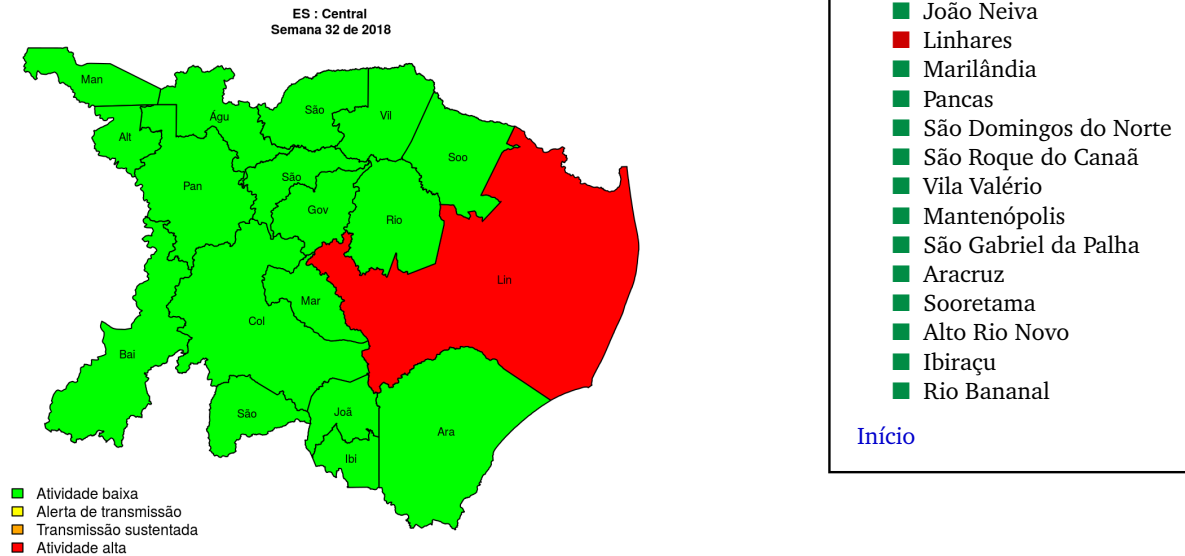 ES : Central
Semana 32 de 2018
Man
Alt
Águ
São
Vil
Soo
Pan
São
Gov
Rio
Lin
Mar
Col
Bai
São
Joã
Ibi
Ara
Atividade baixa
Alerta de transmissão
Transmissão sustentada
Atividade alta
João Neiva
Linhares
Marilândia
Pancas
São Domingos do Norte
São Roque do Canaã
Vila Valério
Mantenópolis
São Gabriel da Palha
Aracruz
Sooretama
Alto Rio Novo
Ibiraçu
Rio Bananal
Início